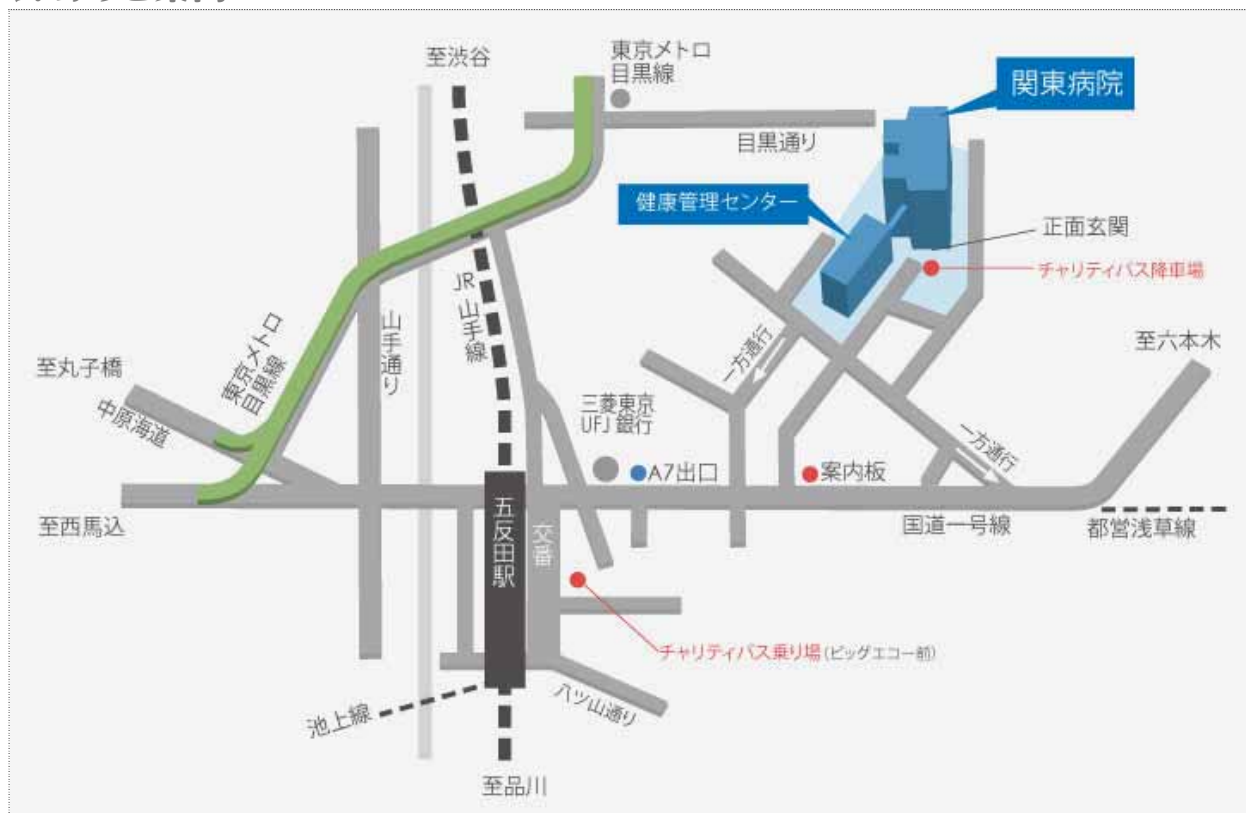 至渋谷
東京メトロ
目黒線
関東病院
目黒通り
健康管理センター
正面玄関
チャリティバス降車場
JR
山手線
山手通り
東京メトロ
目黒線
至丸子橋
中原海道
一方通行
至六本木
三菱東京
UFJ 銀行
A7出口
案内板
一方通行
至西馬込
五反田駅
交番
国道一号線
都営浅草線
チャリティバス乗り場(ビッグエコー前)
八ツ山通り
池上線
至品川